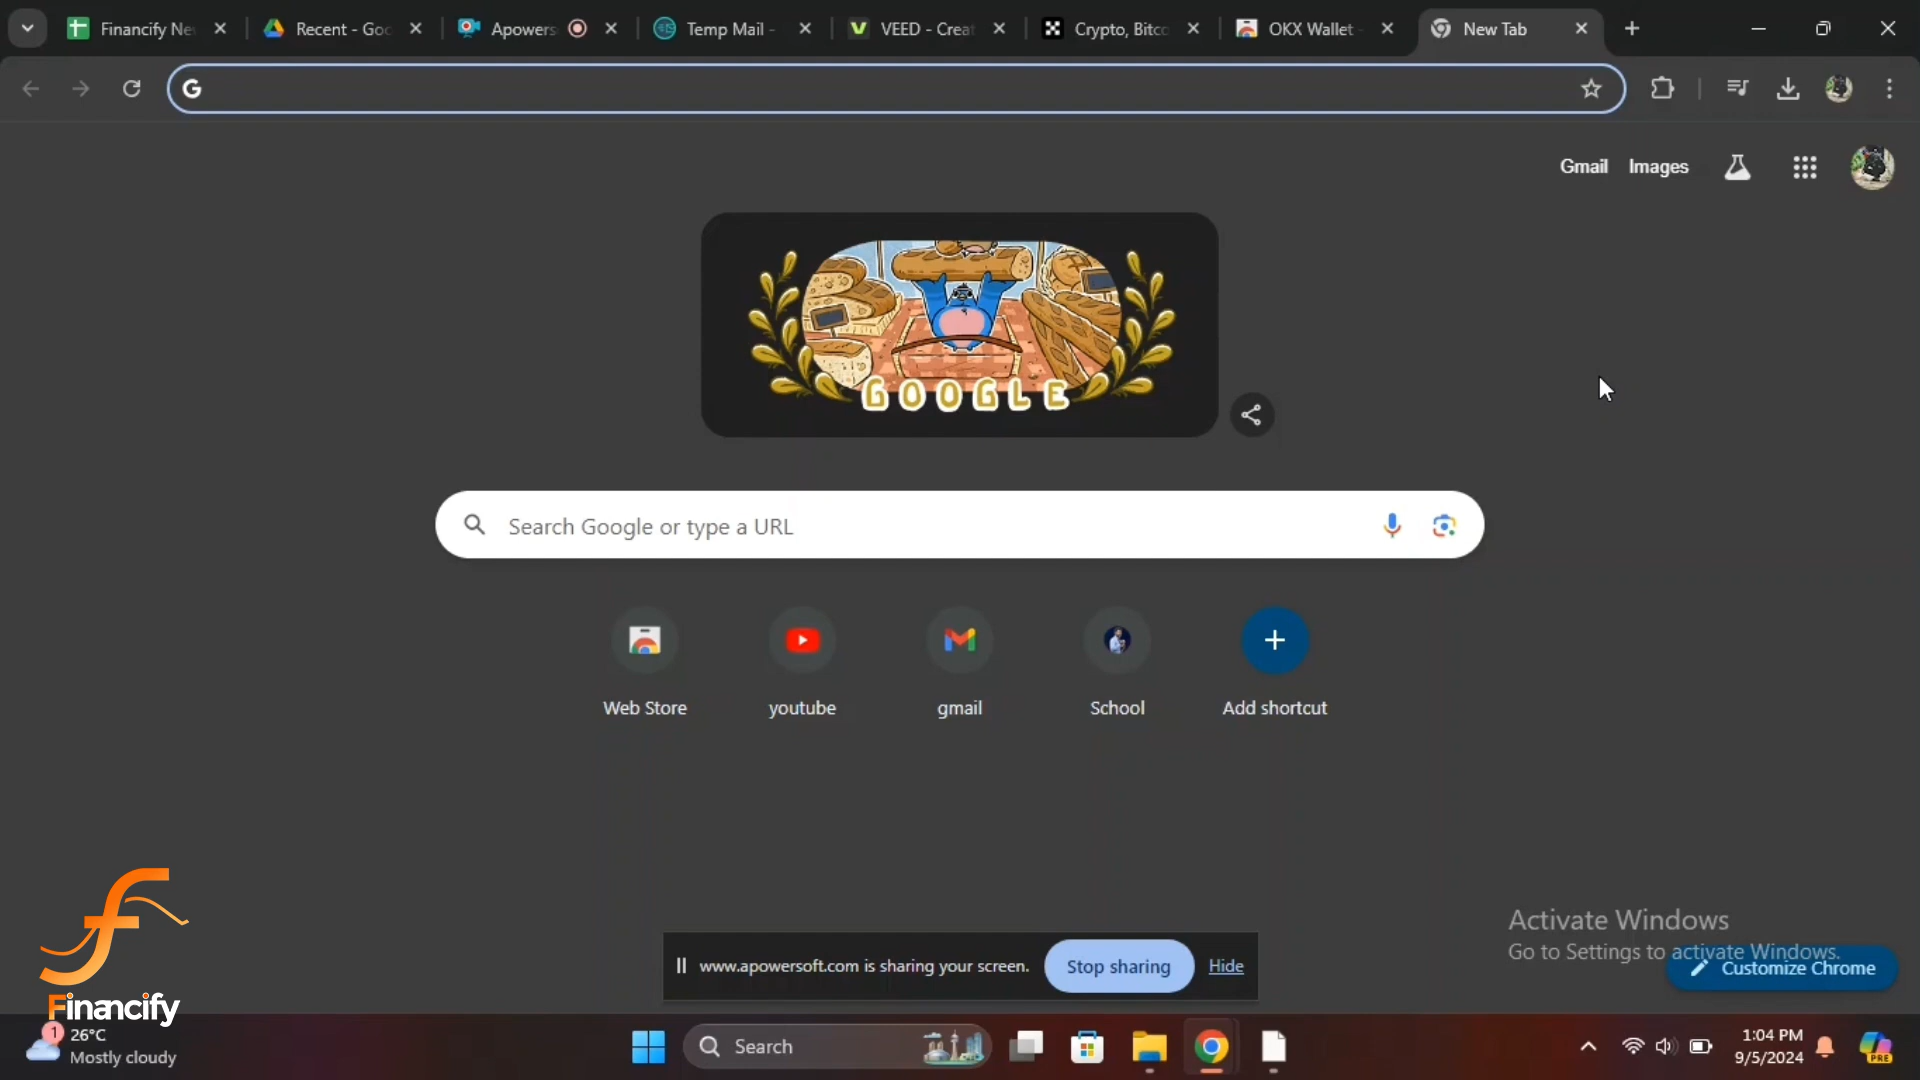 Financify Ne
Recent - Goo
Apowers
Temp Mail -
VEED - Creat
Crypto, Bitco
OKX Wallet -
New Tab
Gmail
Images
GOOGLE
Search Google or type a URL
Web Store
youtube
gmail
School
Add shortcut
Activate Windows
Go to Settings to activate Windows.
Customize Chrome
www.apowersoft.com is sharing your screen.
Stop sharing
Hide
Financify
1
26°C
Mostly cloudy
Search
1:04 PM
9/5/2024
PRE